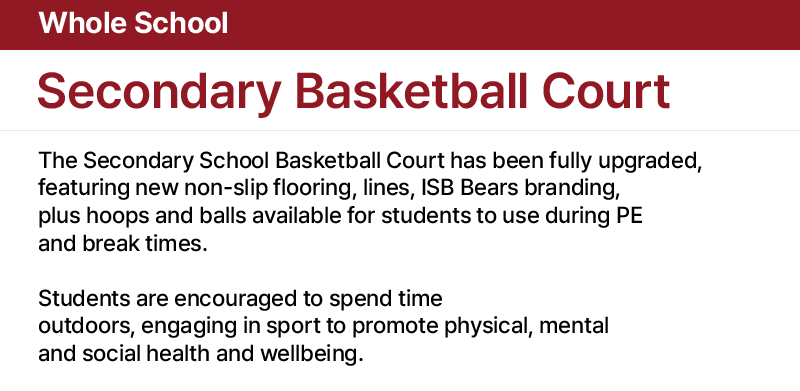 Whole School
Secondary Basketball Court
The Secondary School Basketball Court has been fully upgraded,
featuring new non-slip flooring, lines, ISB Bears branding,
plus hoops and balls available for students to use during PE
and break times.
Students are encouraged to spend time
outdoors, engaging in sport to promote physical, mental
and social health and wellbeing.